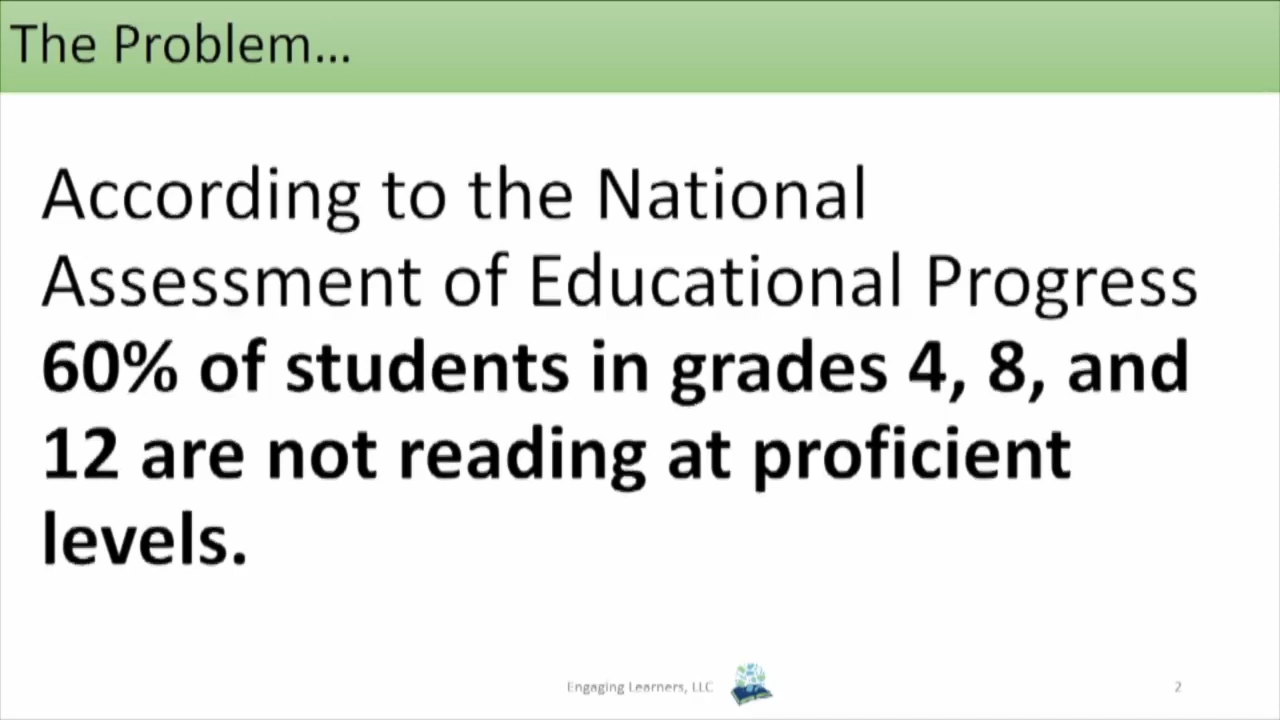 The Problem...
According to the National
Assessment of Educational Progress
60% of students in grades 4, 8, and
12 are not reading at proficient
levels.
Engaging Learners, LLC
2